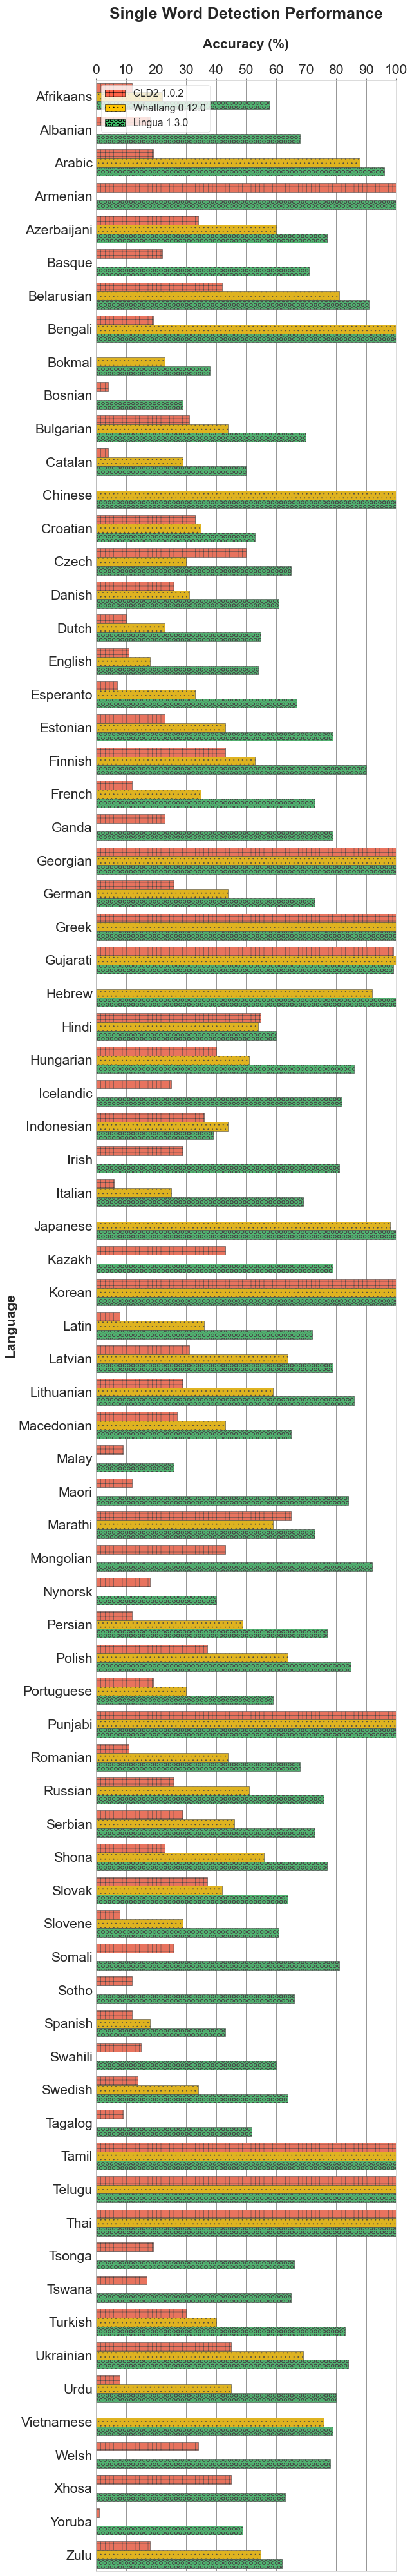 Single Word Detection Performance
Accuracy (%)
0 10 20 30 40 50 60 70 80 90 100
CLD2 1.0.2
Whatlang 0.12.0
Lingua 1.3.0
Language
Afrikaans
Albanian
Arabic
Armenian
Azerbaijani
Basque
Belarusian
Bengali
Bokmal
Bosnian
Bulgarian
Catalan
Chinese
Croatian
Czech
Danish
Dutch
English
Esperanto
Estonian
Finnish
French
Ganda
Georgian
German
Greek
Gujarati
Hebrew
Hindi
Hungarian
Icelandic
Indonesian
Irish
Italian
Japanese
Kazakh
Korean
Latin
Latvian
Lithuanian
Macedonian
Malay
Maori
Marathi
Mongolian
Nynorsk
Persian
Polish
Portuguese
Punjabi
Romanian
Russian
Serbian
Shona
Slovak
Slovene
Somali
Sotho
Spanish
Swahili
Swedish
Tagalog
Tamil
Telugu
Thai
Tsonga
Tswana
Turkish
Ukrainian
Urdu
Vietnamese
Welsh
Xhosa
Yoruba
Zulu